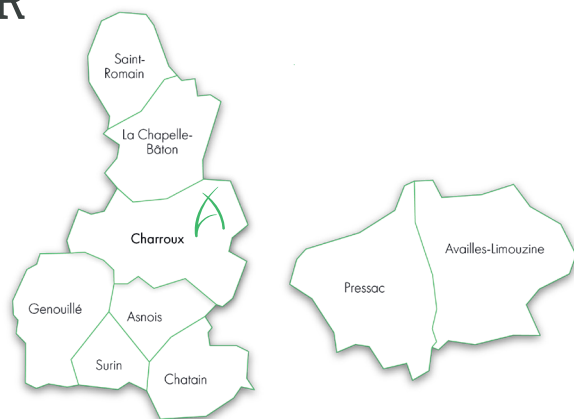 R
Saint-
Romain
La Chapelle-
Bâton
Charroux
Genouillé
Asnois
Surin
Chatain
Pressac
Availles-Limouzine